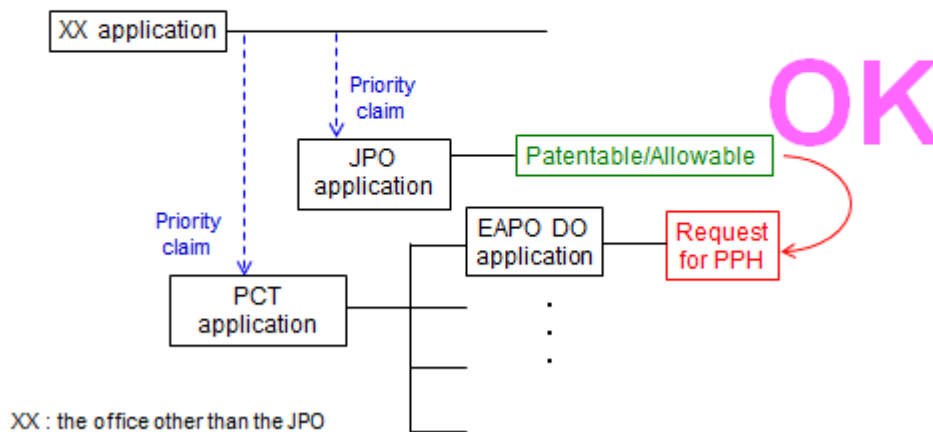 XX application
OK
Priority
claim
JPO
application
Patentable/Allowable
Priority
claim
EAPO DO
application
Request
for PPH
PCT
application
XX : the office other than the JPO